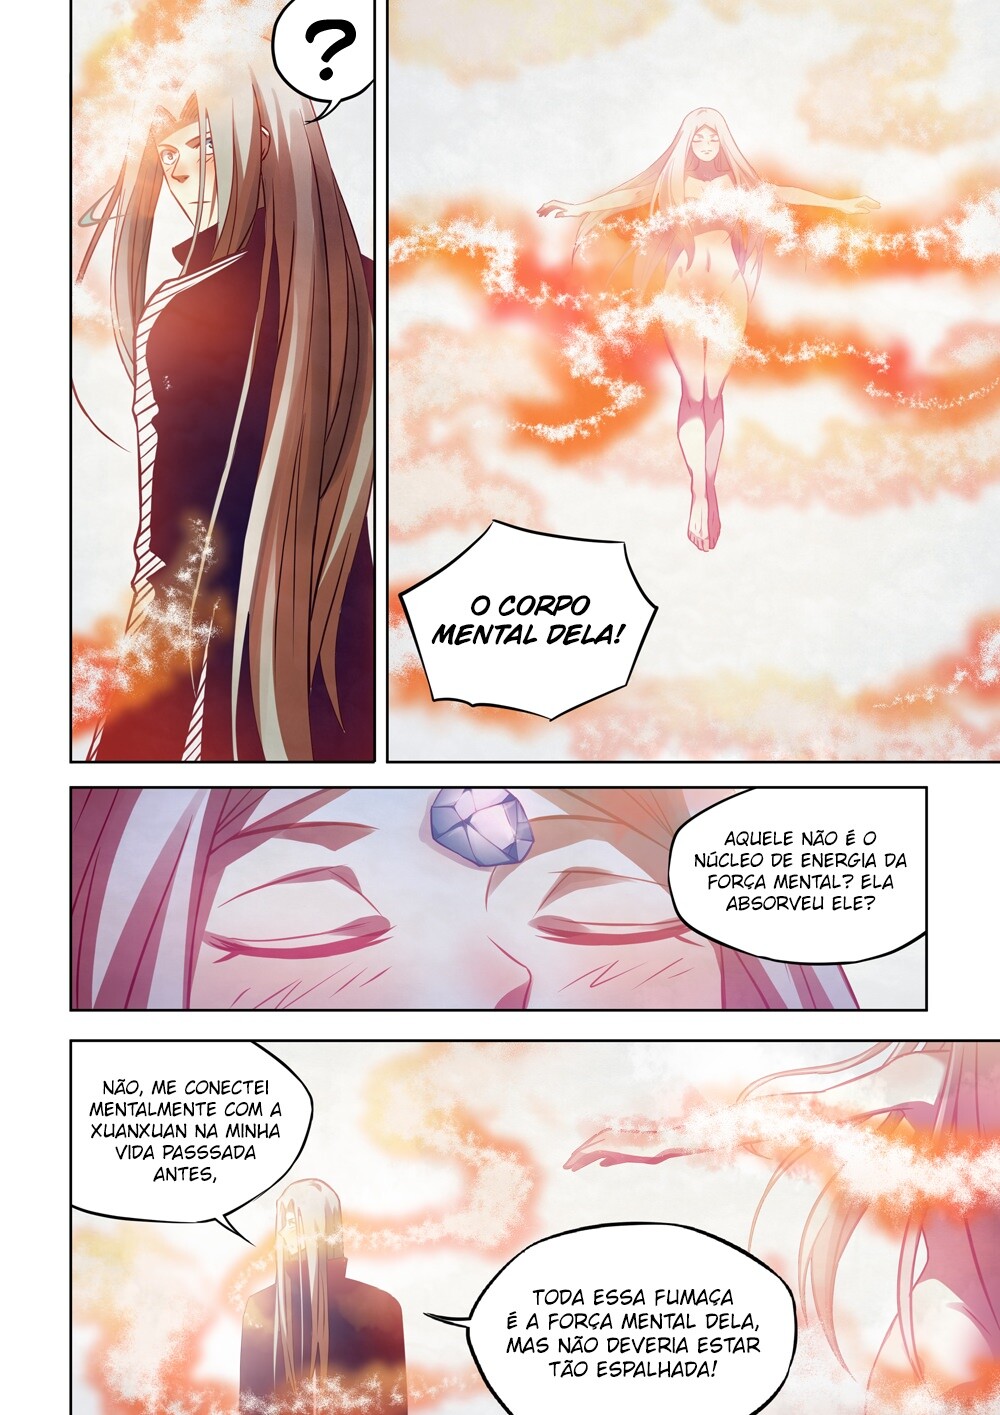 ?
O CORPO
MENTAL DELA!
AQUELE NÃO É O
NÚCLEO DE ENERGIA DA
FORÇA MENTAL? ELA
ABSORVEU ELE?
NÃO, ME CONECTEI
MENTALMENTE COM A
XUANXUAN NA MINHA
VIDA PASSSADA
ANTES,
TODA ESSA FUMAÇA
É A FORÇA MENTAL DELA,
MAS NÃO DEVERIA ESTAR
TÃO ESPALHADA!